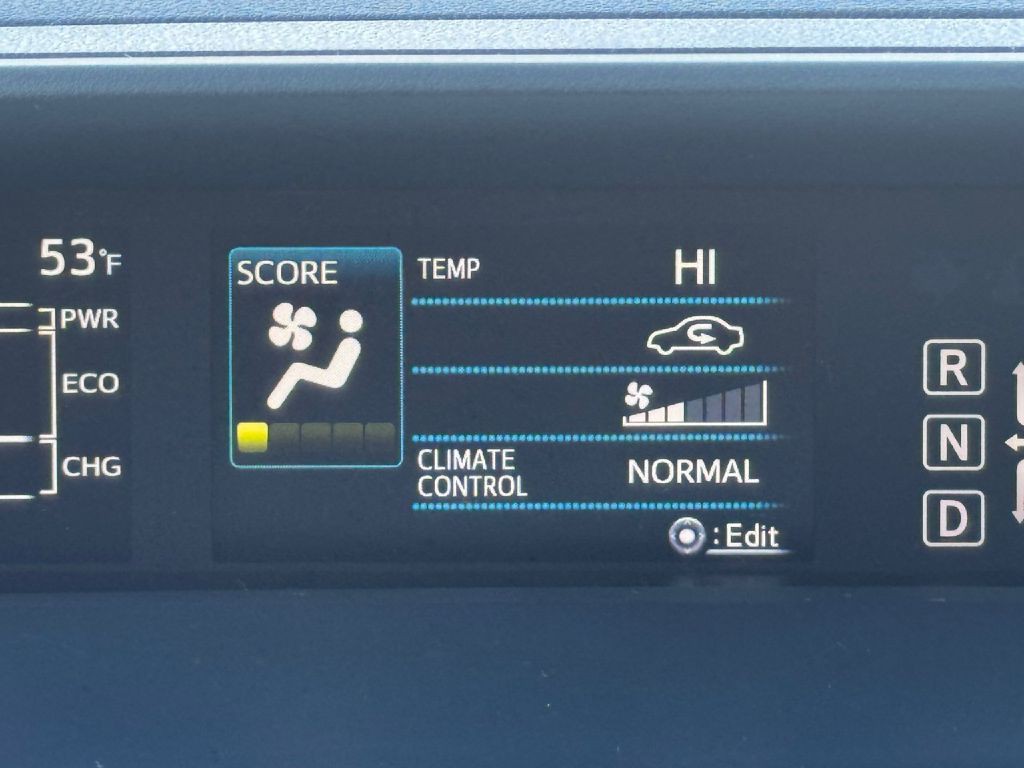 53°F
PWR
ECO
CHG
SCORE
TEMP HI
CLIMATE
CONTROL
NORMAL
: Edit
R
N
D